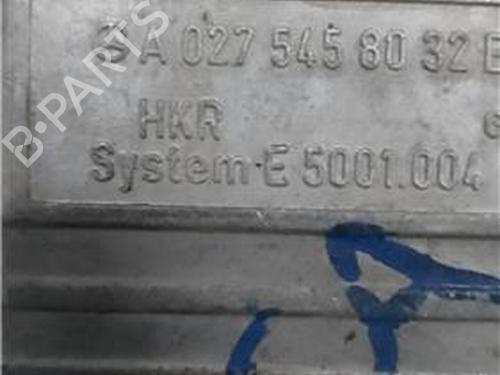 A 027 545 80 32 E
HKR e
System E 5001.004
B-PARTS